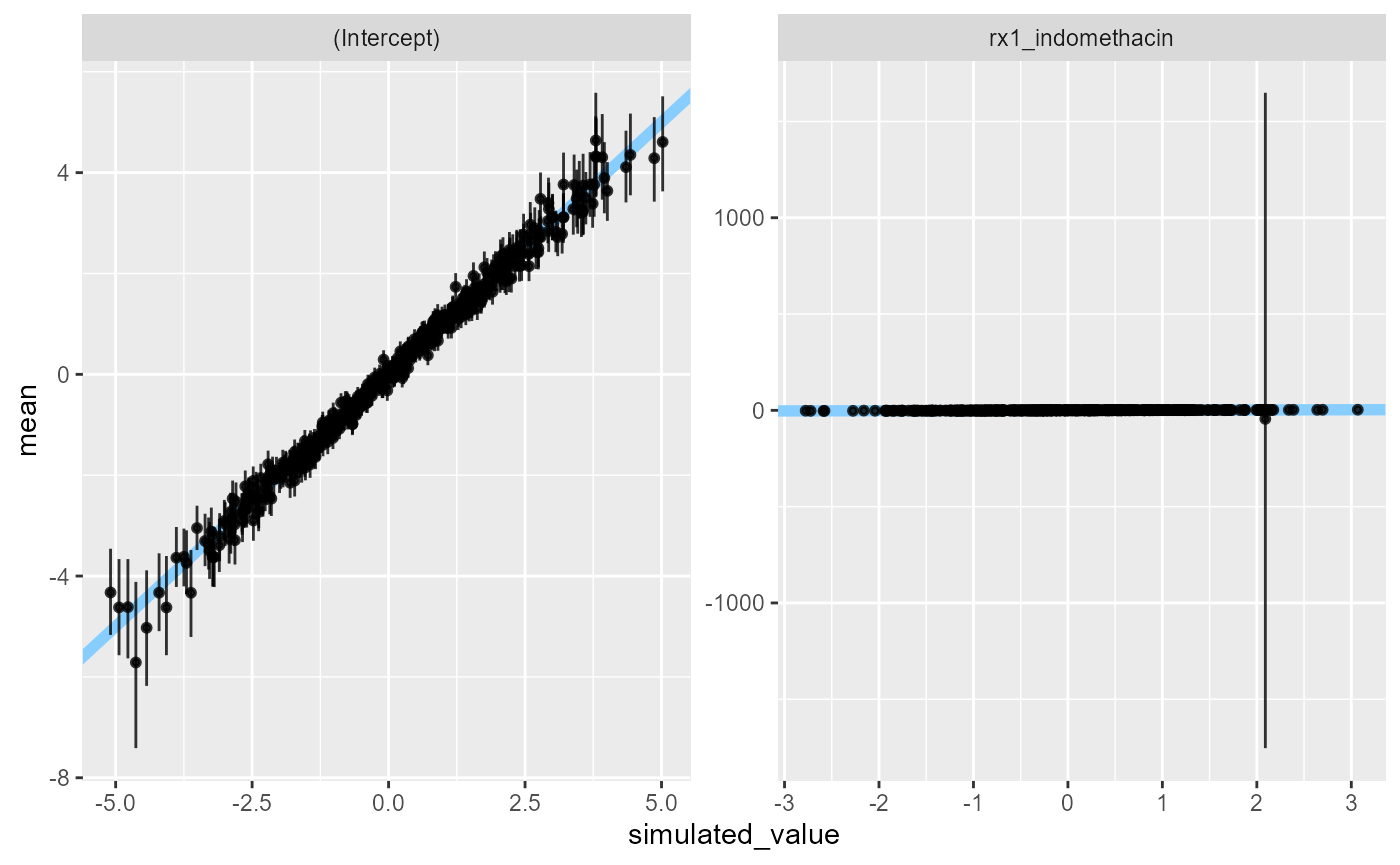 (Intercept)
rx1_indomethacin
mean
4
0
-4
-8
1000
0
-1000
-5.0 -2.5 0.0 2.5 5.0
-3 -2 -1 0 1 2 3
simulated_value